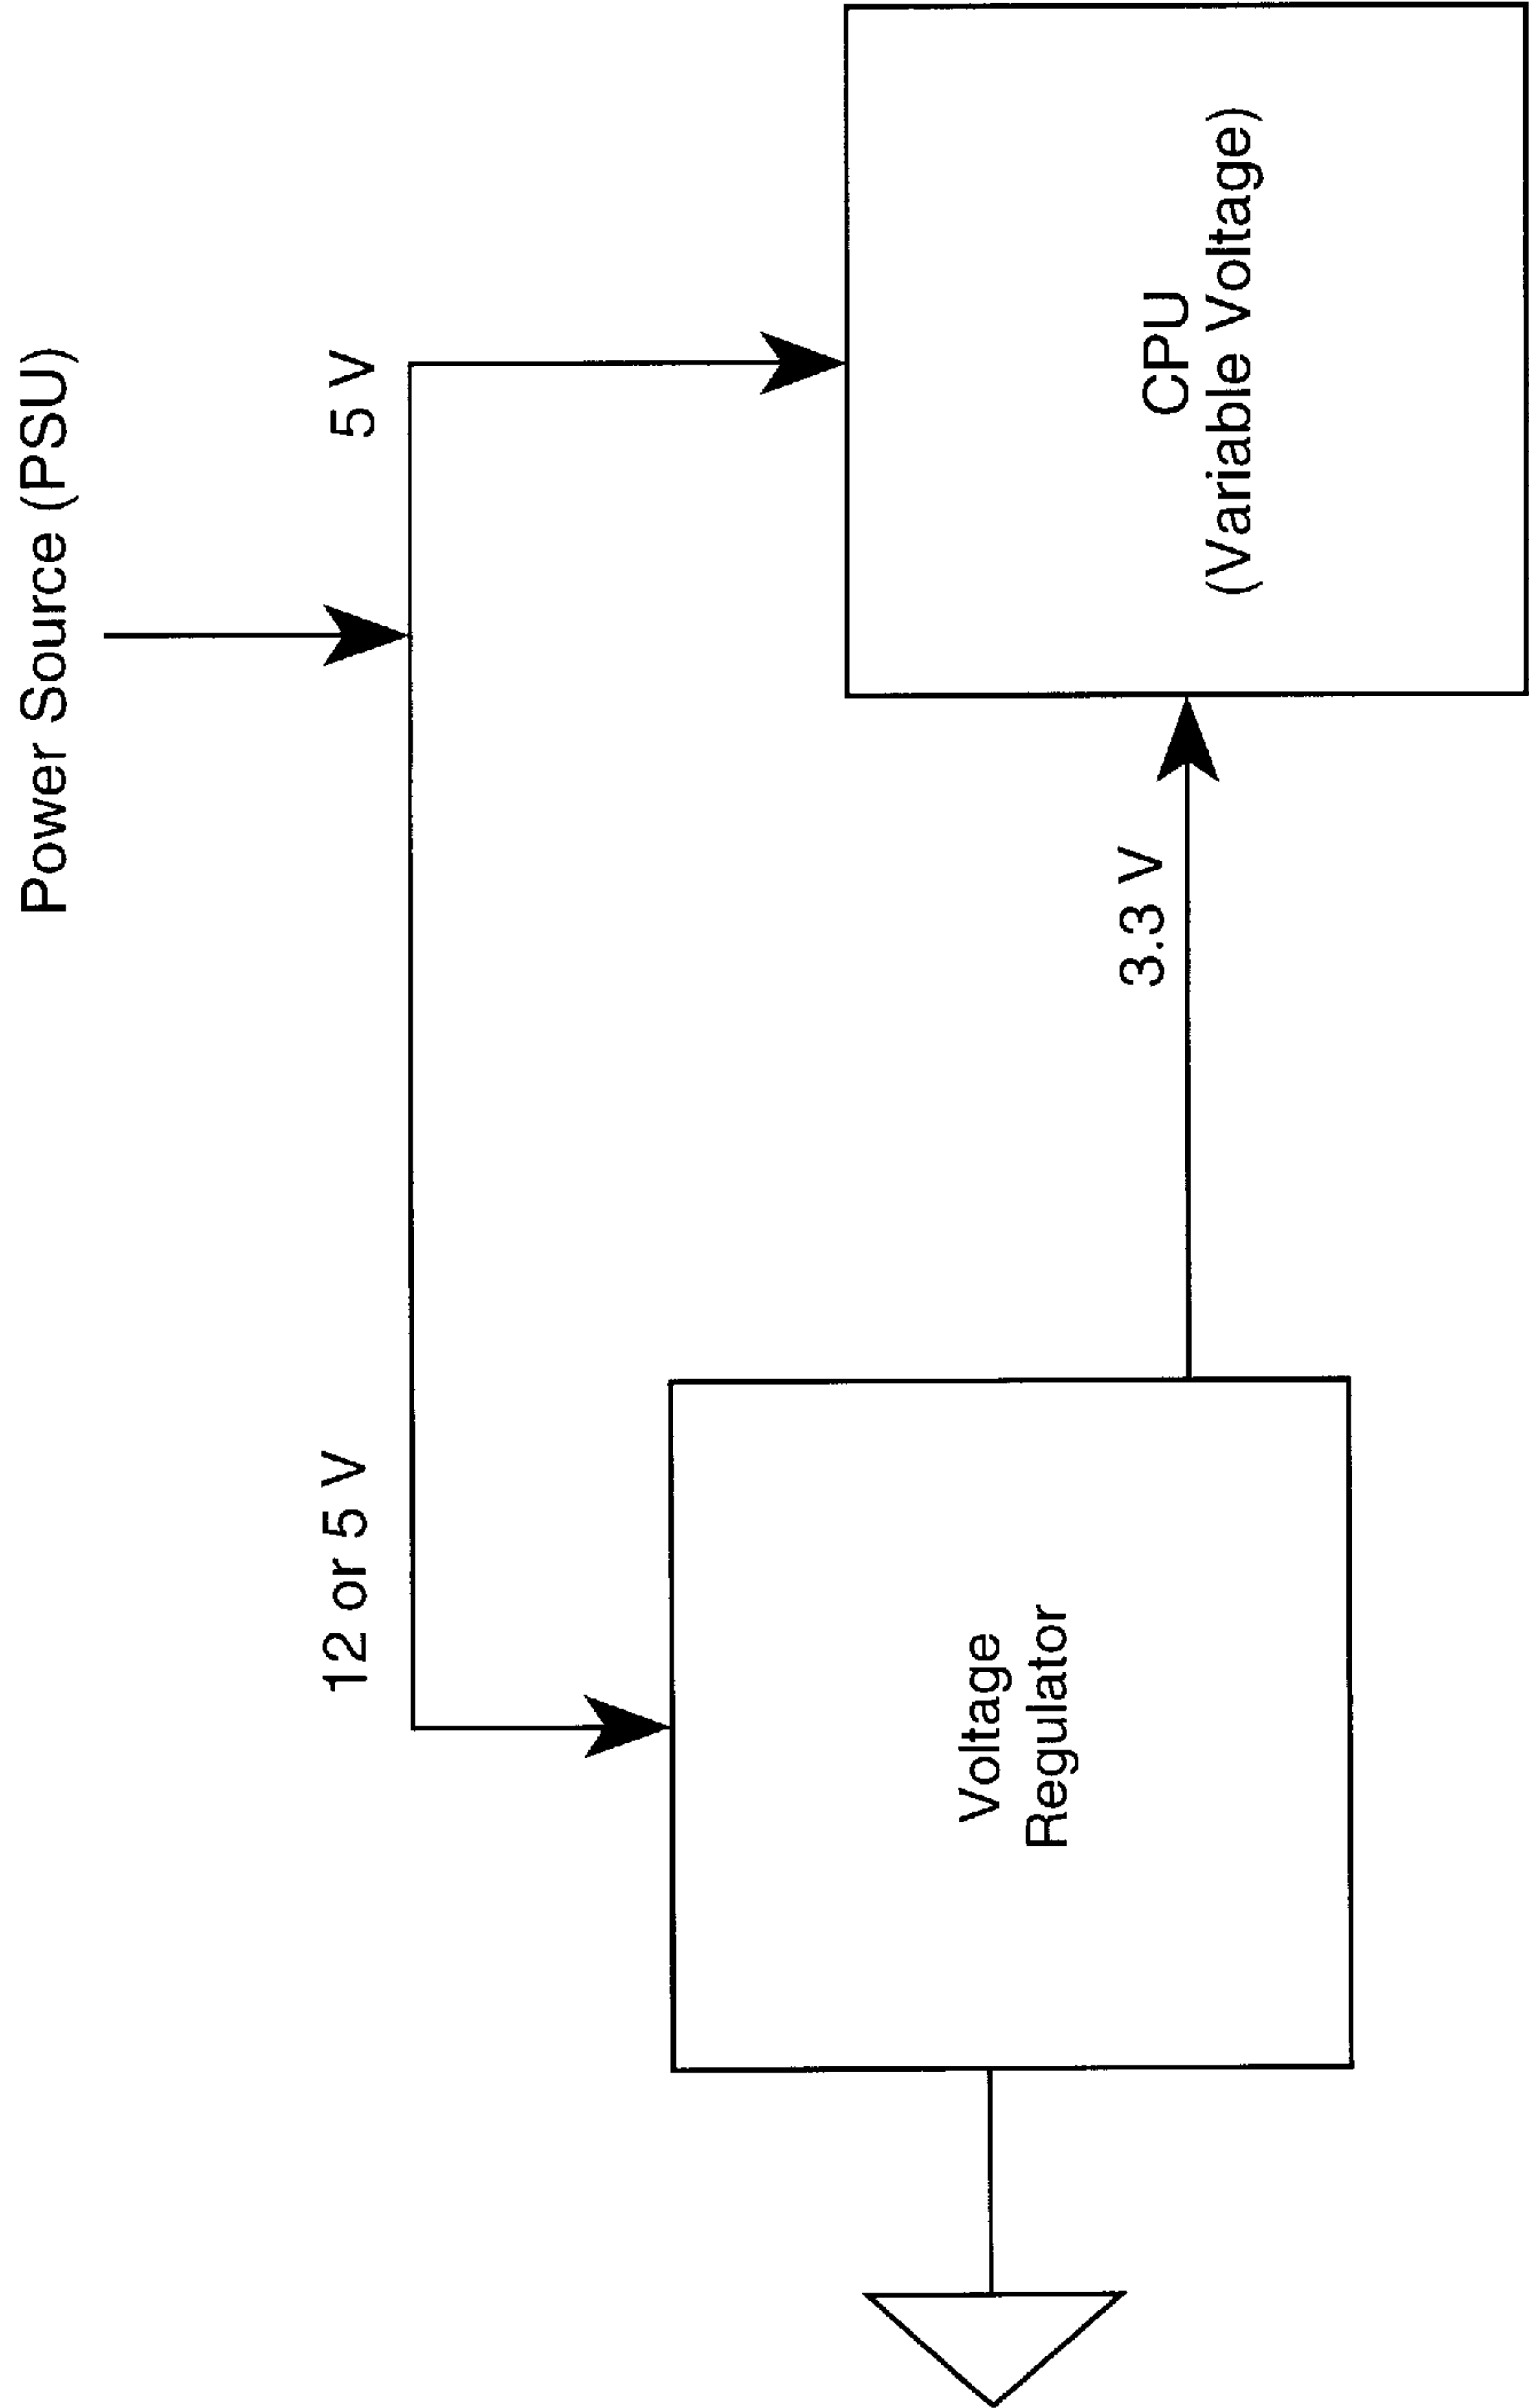 Power Source (PSU)
12 or 5 V
5 V
Voltage
Regulator
3.3 V
CPU
(Variable Voltage)